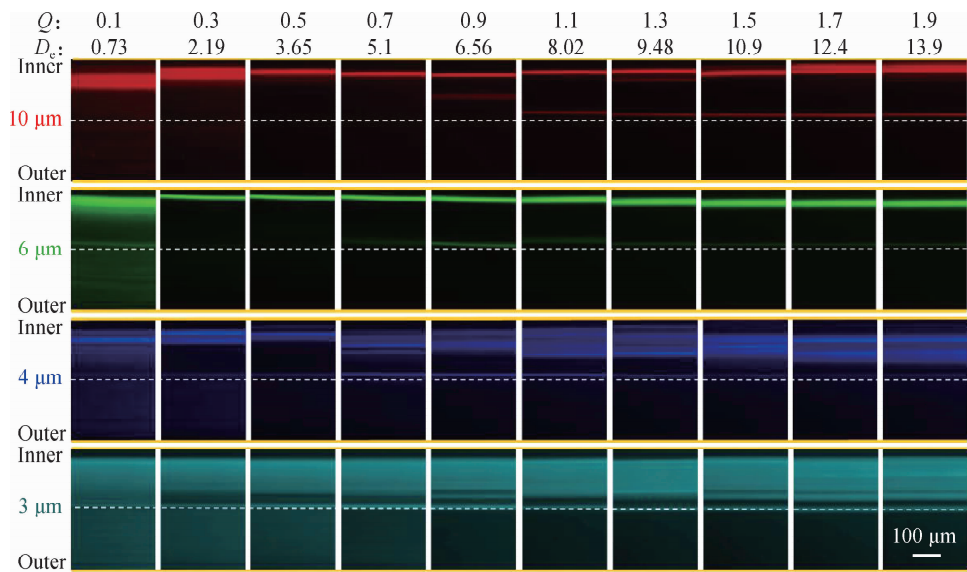 Q: 0.1 0.3 0.5 0.7 0.9 1.1 1.3 1.5 1.7 1.9
De: 0.73 2.19 3.65 5.1 6.56 8.02 9.48 10.9 12.4 13.9
Inner
10 μm
Outer
Inner
6 μm
Outer
Inner
4 μm
Outer
Inner
3 μm
100 μm
Outer